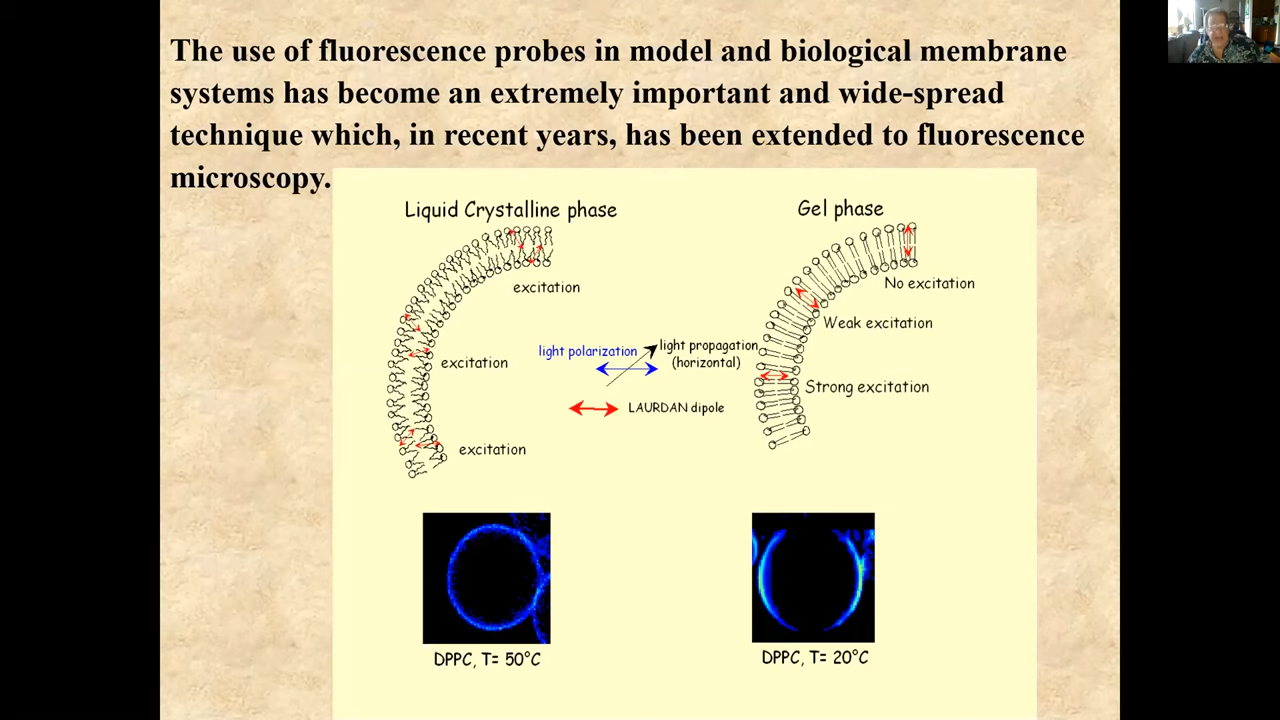 The use of fluorescence probes in model and biological membrane
systems has become an extremely important and wide-spread
technique which, in recent years, has been extended to fluorescence
microscopy.
Liquid Crystalline phase
Gel phase
excitation
No excitation
Weak excitation
light polarization
light propagation
(horizontal)
excitation
Strong excitation
LAURDAN dipole
excitation
DPPC, T= 50°C
DPPC, T= 20°C